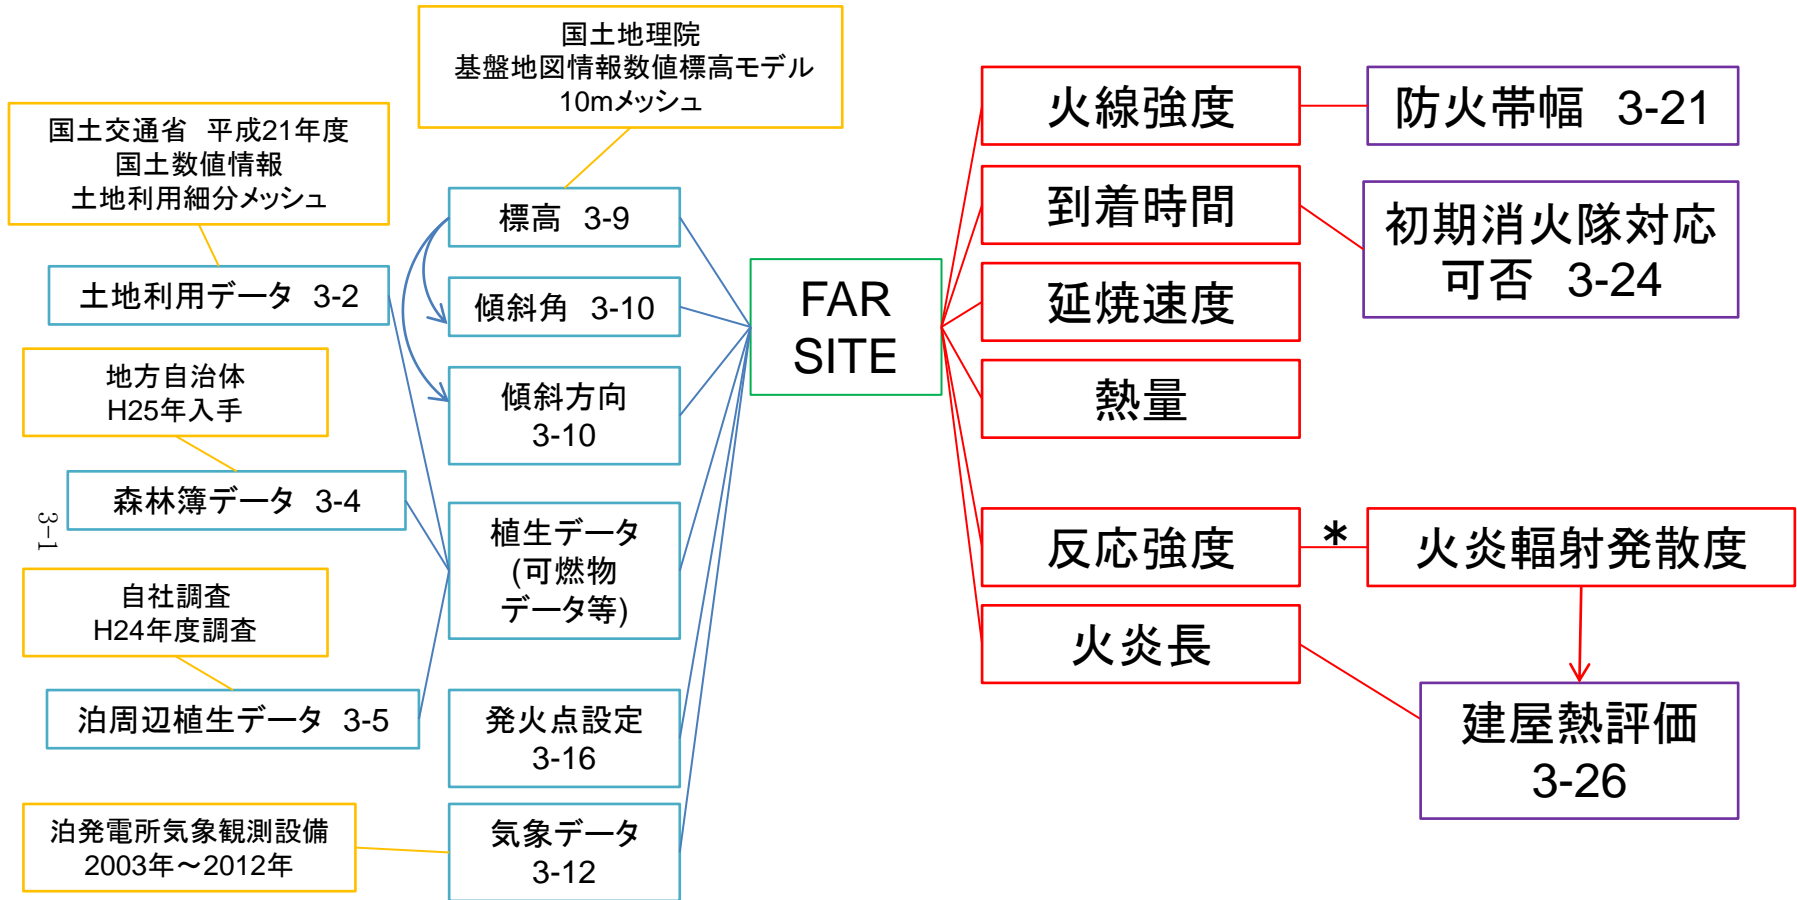 国土地理院
基盤地図情報数値標高モデル
10mメッシュ
国土交通省　平成21年度
国土数値情報
土地利用細分メッシュ
土地利用データ 3-2
地方自治体
H25年入手
森林簿データ 3-4
3-1
自社調査
H24年度調査
泊周辺植生データ 3-5
泊発電所気象観測設備
2003年～2012年
標高 3-9
傾斜角 3-10
傾斜方向
3-10
植生データ
(可燃物
データ等)
発火点設定
3-16
気象データ
3-12
FAR
SITE
火線強度
到着時間
延焼速度
熱量
反応強度
*
火炎輻射発散度
火炎長
防火帯幅 3-21
初期消火隊対応
可否 3-24
建屋熱評価
3-26